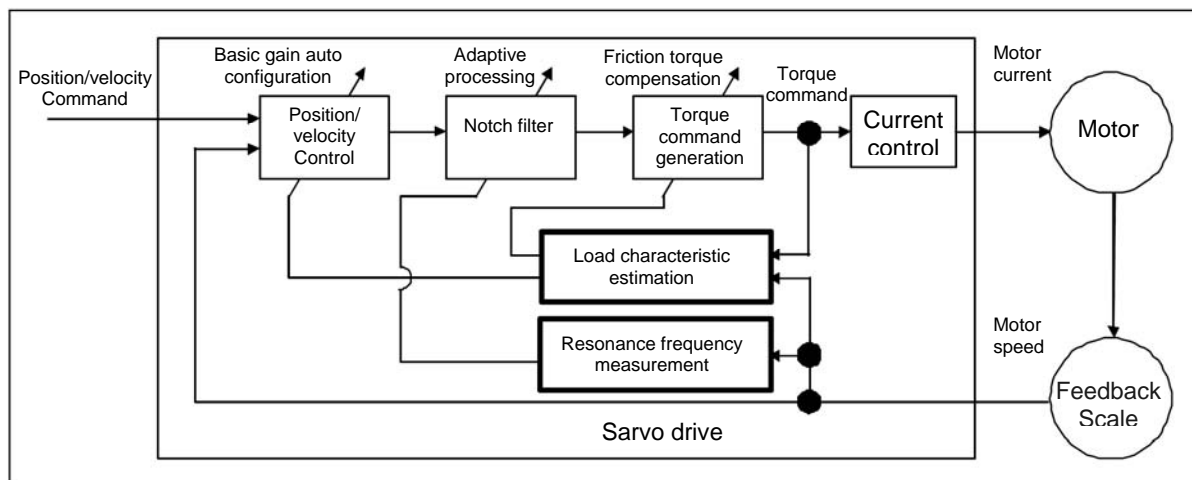 Basic gain auto
configuration
Adaptive
processing
Friction torque
compensation
Torque
command
Motor
current
Position/velocity
Command
Position/
velocity
Control
Notch filter
Torque
command
generation
Current
control
Motor
Load characteristic
estimation
Resonance frequency
measurement
Motor
speed
Feedback
Scale
Sarvo drive